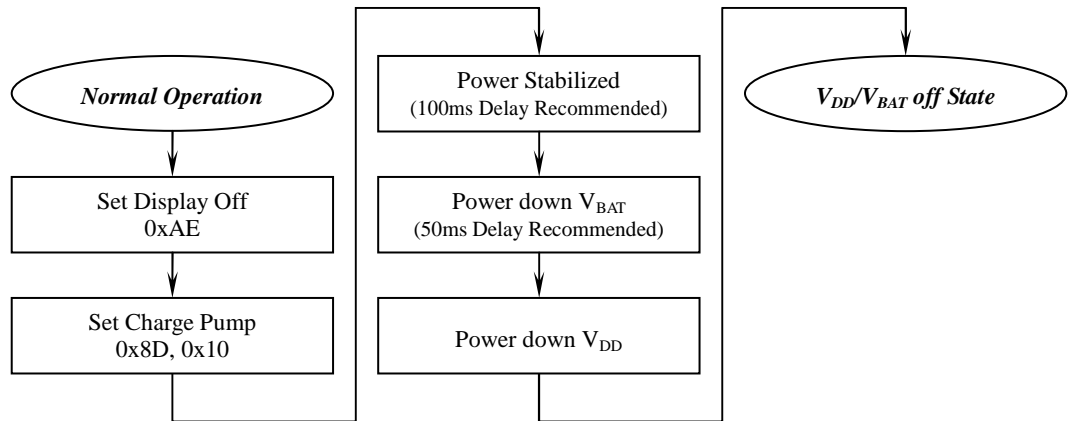 Normal Operation
Set Display Off
0xAE
Set Charge Pump
0x8D, 0x10
Power Stabilized
(100ms Delay Recommended)
Power down VBAT
(50ms Delay Recommended)
Power down VDD
VDD/VBAT off State